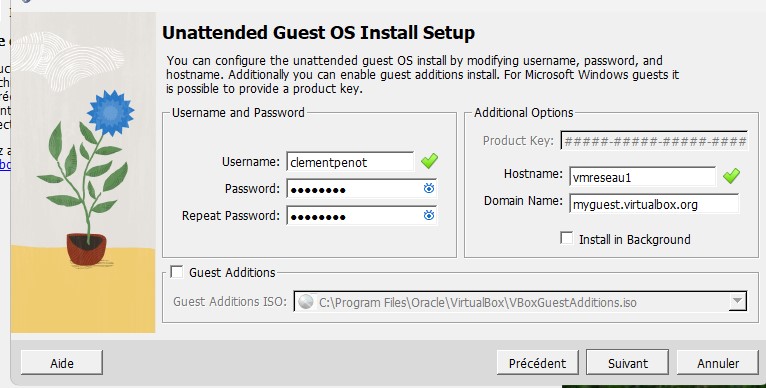 Unattended Guest OS Install Setup
You can configure the unattended guest OS install by modifying username, password, and
hostname. Additionally you can enable guest additions install. For Microsoft Windows guests it
is possible to provide a product key.
Username and Password
Username: clementpenot
Password: ●●●●●●●●
Repeat Password: ●●●●●●●●
Additional Options
Product Key: #####-#####-#####-####
Hostname: vmreseau1
Domain Name: myguest.virtualbox.org
Install in Background
Guest Additions
Guest Additions ISO: C:\Program Files\Oracle\VirtualBox\VBoxGuestAdditions.iso
Aide
Précédent
Suivant
Annuler